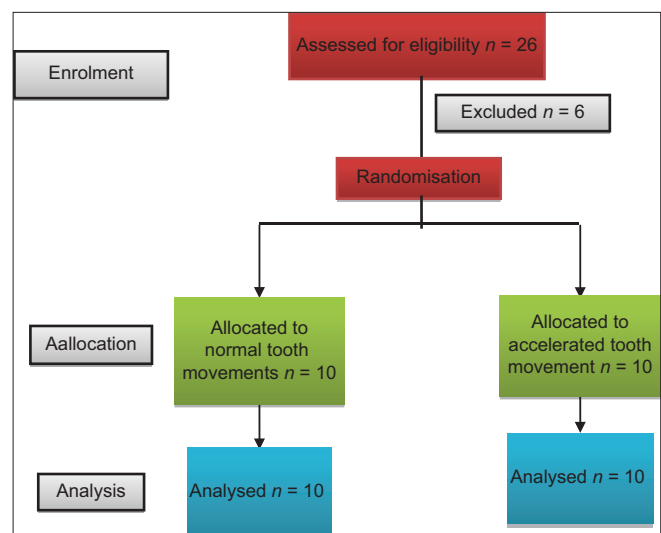 Assessed for eligibility n = 26
Enrolment
Excluded n = 6
Randomisation
Allocated to
normal tooth
movements n = 10
Allocated to
accelerated tooth
movement n = 10
Aallocation
Analysed n = 10
Analysed n = 10
Analysis